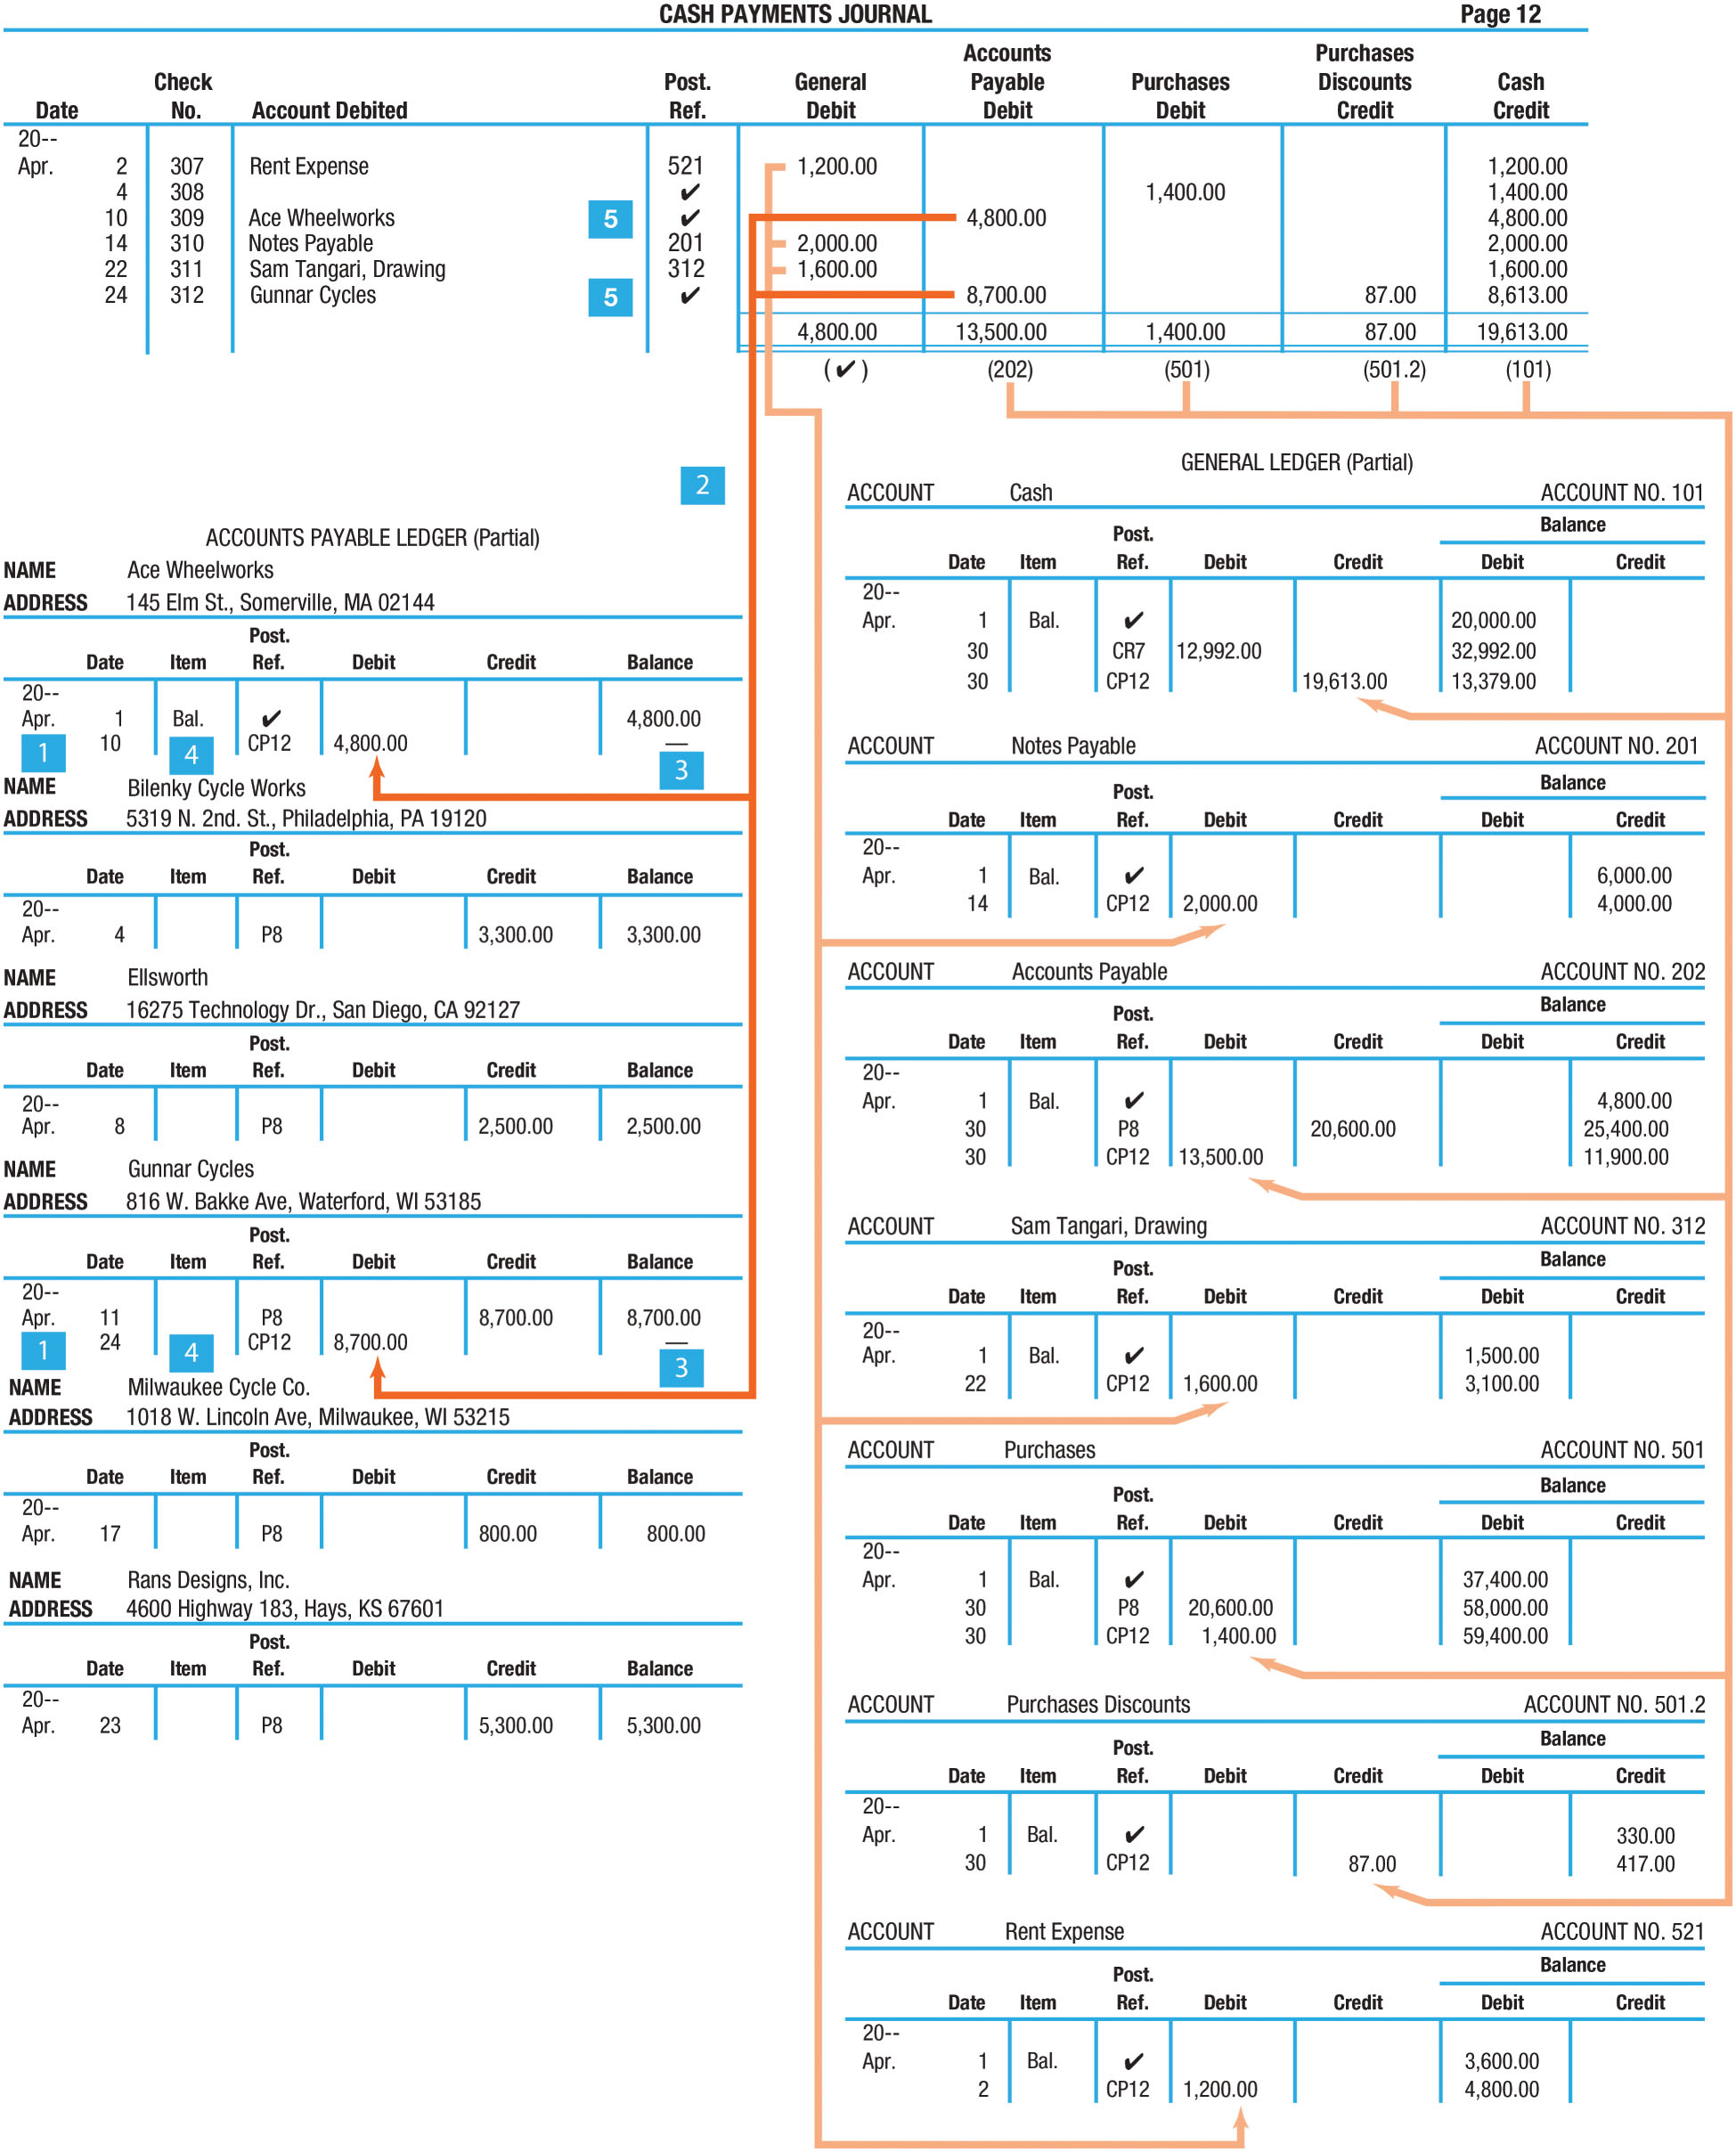 CASH PAYMENTS JOURNAL Page 12
Accounts Purchases
Check Post. General Payable Purchases Discounts Cash
Date No. Account Debited Ref. Debit Debit Debit Credit Credit
20--
Apr. 2 307 Rent Expense 521 1,200.00 1,200.00
4 308 ✔ 1,400.00 1,400.00
10 309 Ace Wheelworks 5 ✔ 4,800.00 4,800.00
14 310 Notes Payable 201 2,000.00 2,000.00
22 311 Sam Tangari, Drawing 312 1,600.00 1,600.00
24 312 Gunnar Cycles 5 ✔ 8,700.00 87.00 8,613.00
4,800.00 13,500.00 1,400.00 87.00 19,613.00
(✔) (202) (501) (501.2) (101)
2
ACCOUNTS PAYABLE LEDGER (Partial)
NAME Ace Wheelworks
ADDRESS 145 Elm St., Somerville, MA 02144
Post.
Date Item Ref. Debit Credit Balance
20--
Apr. 1 Bal. ✔ 4,800.00
10 CP12 4,800.00 —
1 4 3
NAME Bilenky Cycle Works
ADDRESS 5319 N. 2nd. St., Philadelphia, PA 19120
Post.
Date Item Ref. Debit Credit Balance
20--
Apr. 4 P8 3,300.00 3,300.00
NAME Ellsworth
ADDRESS 16275 Technology Dr., San Diego, CA 92127
Post.
Date Item Ref. Debit Credit Balance
20--
Apr. 8 P8 2,500.00 2,500.00
NAME Gunnar Cycles
ADDRESS 816 W. Bakke Ave, Waterford, WI 53185
Post.
Date Item Ref. Debit Credit Balance
20--
Apr. 11 P8 8,700.00 8,700.00
24 CP12 8,700.00 —
1 4 3
NAME Milwaukee Cycle Co.
ADDRESS 1018 W. Lincoln Ave, Milwaukee, WI 53215
Post.
Date Item Ref. Debit Credit Balance
20--
Apr. 17 P8 800.00 800.00
NAME Rans Designs, Inc.
ADDRESS 4600 Highway 183, Hays, KS 67601
Post.
Date Item Ref. Debit Credit Balance
20--
Apr. 23 P8 5,300.00 5,300.00
GENERAL LEDGER (Partial)
ACCOUNT Cash ACCOUNT NO. 101
Balance
Post.
Date Item Ref. Debit Credit Debit Credit
20--
Apr. 1 Bal. ✔ 20,000.00
30 CR7 12,992.00 32,992.00
30 CP12 19,613.00 13,379.00
ACCOUNT Notes Payable ACCOUNT NO. 201
Balance
Post.
Date Item Ref. Debit Credit Debit Credit
20--
Apr. 1 Bal. ✔ 6,000.00
14 CP12 2,000.00 4,000.00
ACCOUNT Accounts Payable ACCOUNT NO. 202
Balance
Post.
Date Item Ref. Debit Credit Debit Credit
20--
Apr. 1 Bal. ✔ 4,800.00
30 P8 20,600.00 25,400.00
30 CP12 13,500.00 11,900.00
ACCOUNT Sam Tangari, Drawing ACCOUNT NO. 312
Balance
Post.
Date Item Ref. Debit Credit Debit Credit
20--
Apr. 1 Bal. ✔ 1,500.00
22 CP12 1,600.00 3,100.00
ACCOUNT Purchases ACCOUNT NO. 501
Balance
Post.
Date Item Ref. Debit Credit Debit Credit
20--
Apr. 1 Bal. ✔ 37,400.00
30 P8 20,600.00 58,000.00
30 CP12 1,400.00 59,400.00
ACCOUNT Purchases Discounts ACCOUNT NO. 501.2
Balance
Post.
Date Item Ref. Debit Credit Debit Credit
20--
Apr. 1 Bal. ✔ 330.00
30 CP12 87.00 417.00
ACCOUNT Rent Expense ACCOUNT NO. 521
Balance
Post.
Date Item Ref. Debit Credit Debit Credit
20--
Apr. 1 Bal. ✔ 3,600.00
2 CP12 1,200.00 4,800.00